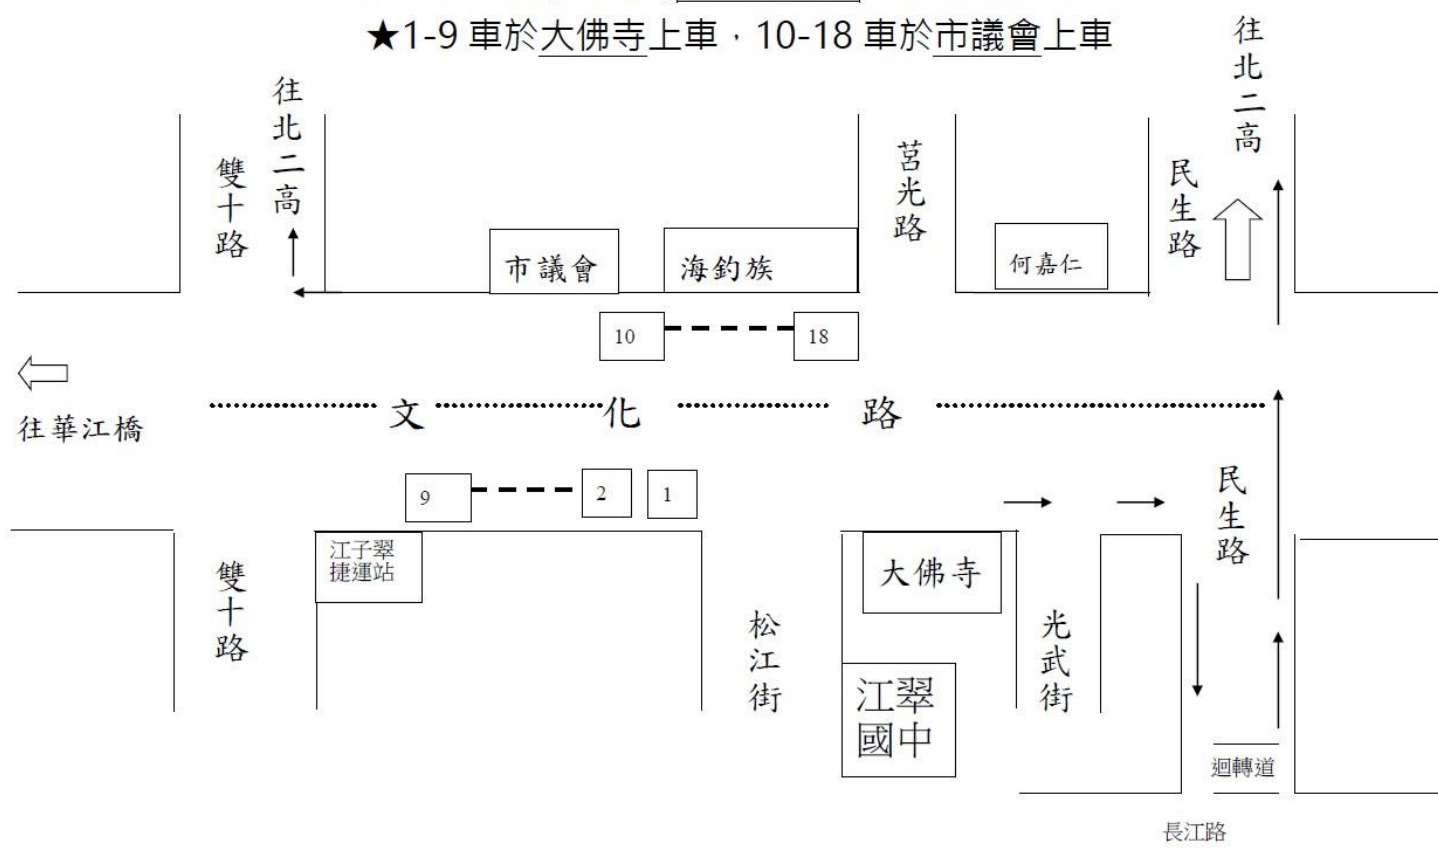 ★1-9 車於大佛寺上車，10-18 車於市議會上車
往北二高
往北二高
雙十路
莒光路
民生路
市議會
海釣族
何嘉仁
10
18
往華江橋
文化路
9
2
1
民生路
江子翠
捷運站
雙十路
松江街
大佛寺
光武街
江翠
國中
迴轉道
長江路